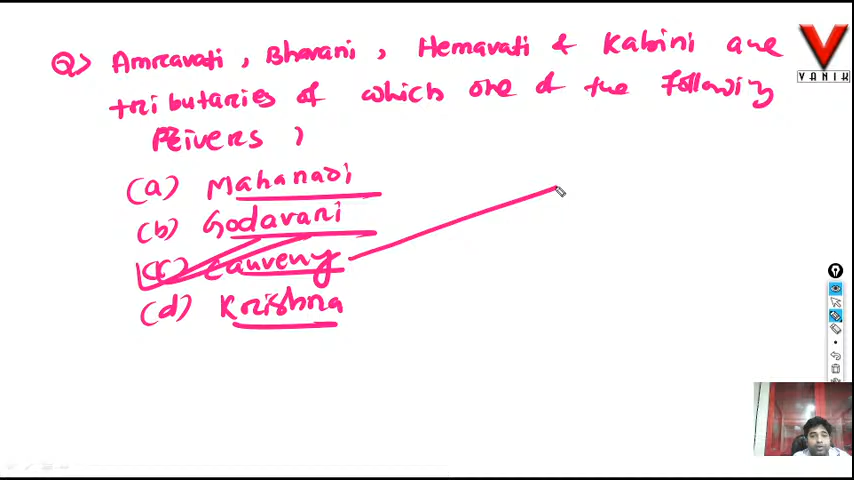 Q> Amravati, Bhavani, Hemavati & Kabini are
VANIK
tributaries of which one of the following
Rivers ?
(a) Mahanadi
(b) Godavari
(c) Cauvery
(d) Krishna